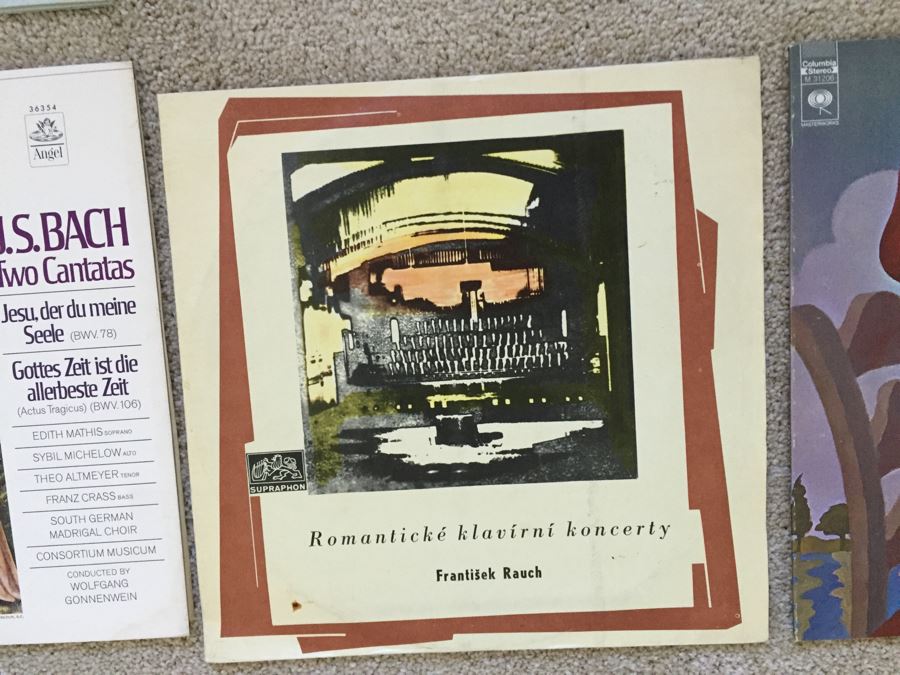 36354
Angel
J.S. BACH
Two Cantatas
Jesu, der du meine
Seele (BWV. 78)
Gottes Zeit ist die
allerbeste Zeit
(Actus Tragicus) (BWV. 106)
EDITH MATHIS SOPRANO
SYBIL MICHELOW ALTO
THEO ALTMEYER TENOR
FRANZ CRASS BASS
SOUTH GERMAN
MADRIGAL CHOIR
CONSORTIUM MUSICUM
CONDUCTED BY
WOLFGANG
GONNENWEIN
SUPRAPHON
Romantické klavírní koncerty
František Rauch
Columbia
Stereo
M 31206
MASTERWORKS